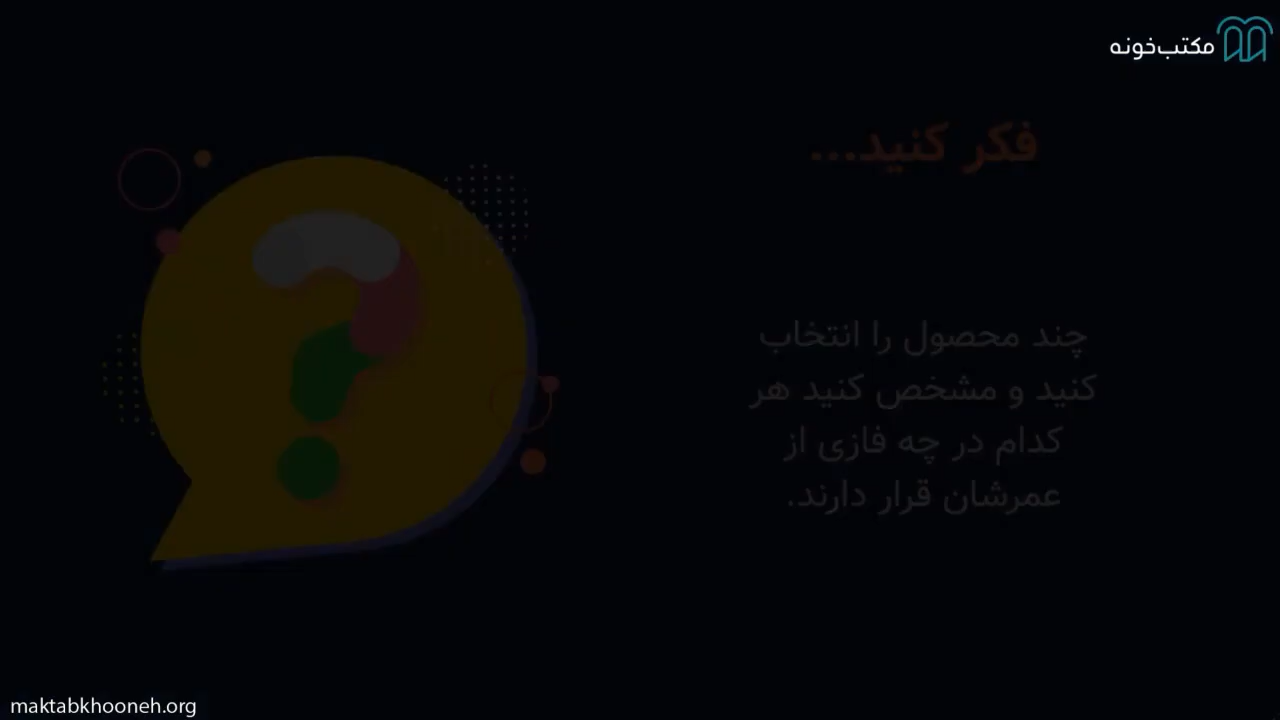 مکتب‌خونه
فکر کنید...
چند محصول را انتخاب
کنید و مشخص کنید هر
کدام در چه فازی از
عمرشان قرار دارند.
maktabkhooneh.org